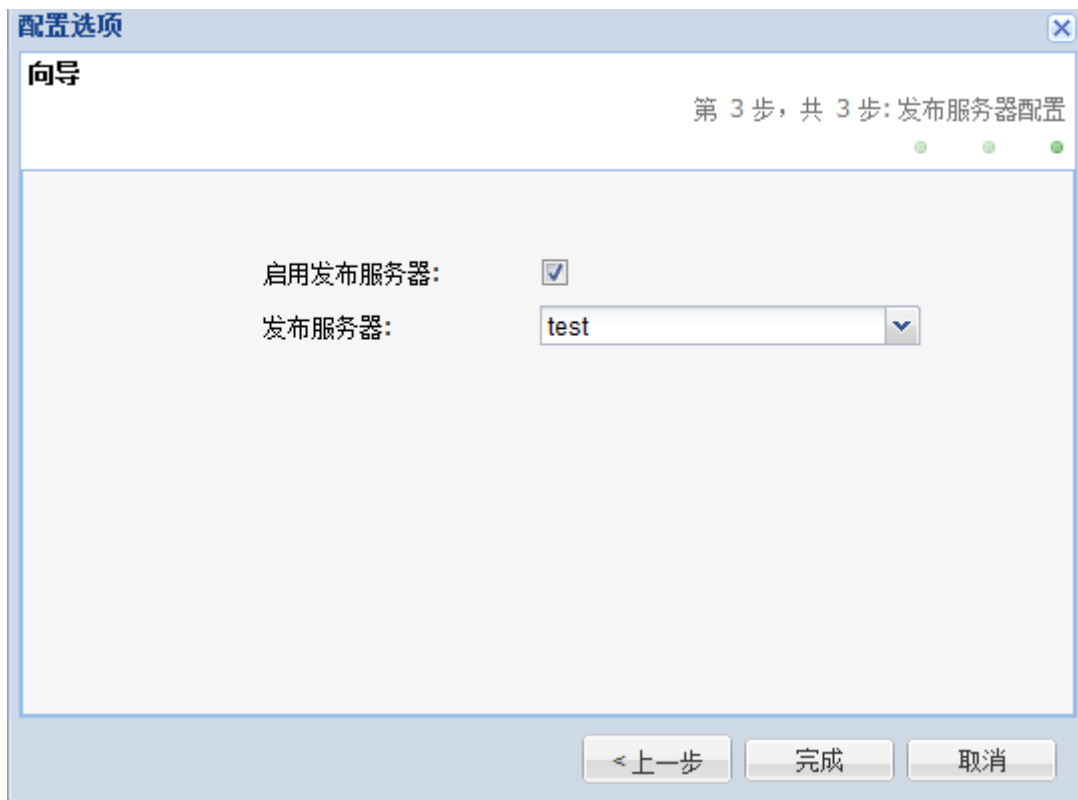 配置选项
向导
第 3 步，共 3 步: 发布服务器配置
启用发布服务器:
发布服务器: test
<上一步 完成 取消